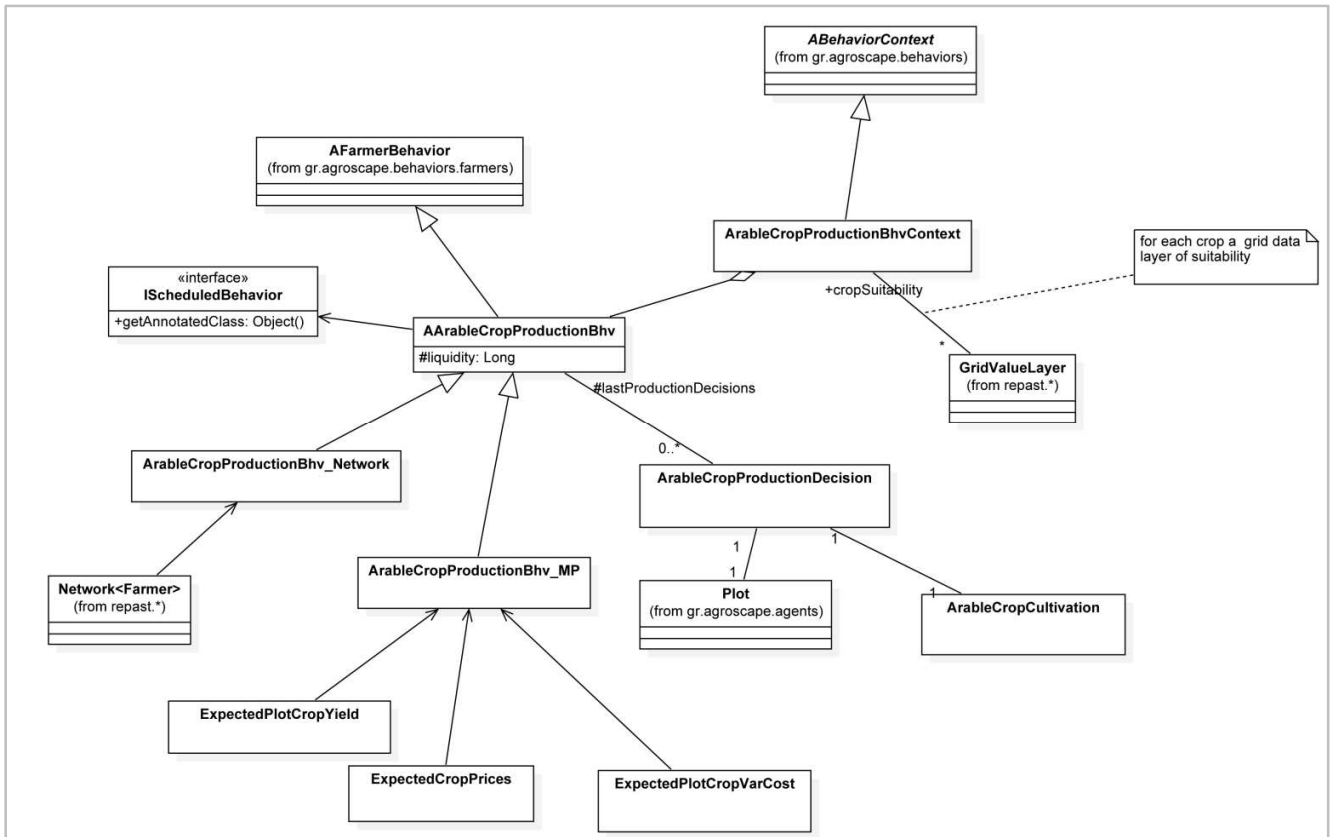 ABehaviorContext
(from gr.agroscape.behaviors)
AFarmerBehavior
(from gr.agroscape.behaviors.farmers)
ArableCropProductionBhvContext
for each crop a grid data
layer of suitability
«interface»
IScheduledBehavior
+getAnnotatedClass: Object()
+cropSuitability
AArableCropProductionBhv
#liquidity: Long
*
GridValueLayer
(from repast.*)
#lastProductionDecisions
0..*
ArableCropProductionBhv_Network
ArableCropProductionDecision
1
1
ArableCropProductionBhv_MP
1
1
Network<Farmer>
(from repast.*)
Plot
(from gr.agroscape.agents)
ArableCropCultivation
ExpectedPlotCropYield
ExpectedCropPrices
ExpectedPlotCropVarCost